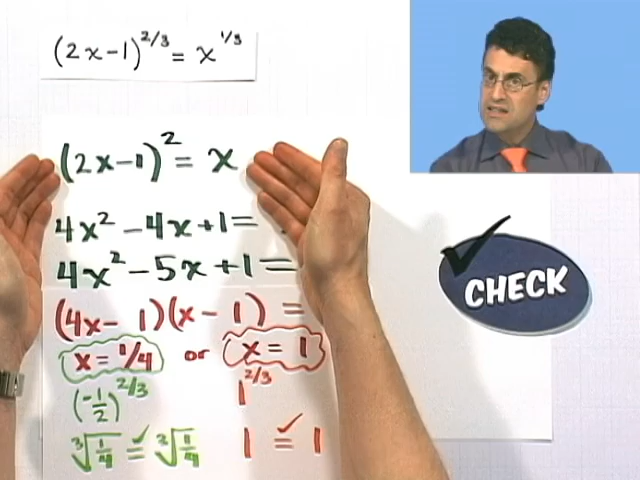 (2x-1)^2/3 = x^1/3
(2x-1)^2 = x
4x^2 - 4x + 1 =
4x^2 - 5x + 1 =
(4x - 1)(x - 1) =
x = 1/4 or x = 1
(-1/2)^2/3 1^2/3
∛1/4 = ∛1/4 1 = 1
CHECK